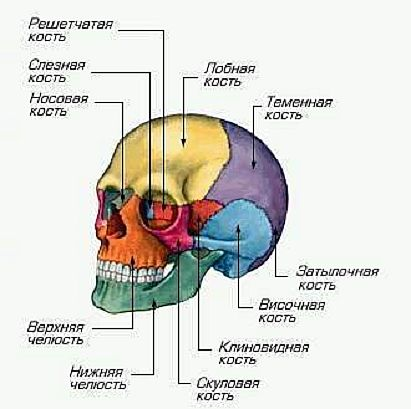 Решетчатая
кость
Слезная
кость
Носовая
кость
Лобная
кость
Теменная
кость
Затылочная
кость
Височная
кость
Клиновидная
кость
Скуловая
кость
Верхняя
челюсть
Нижняя
челюсть